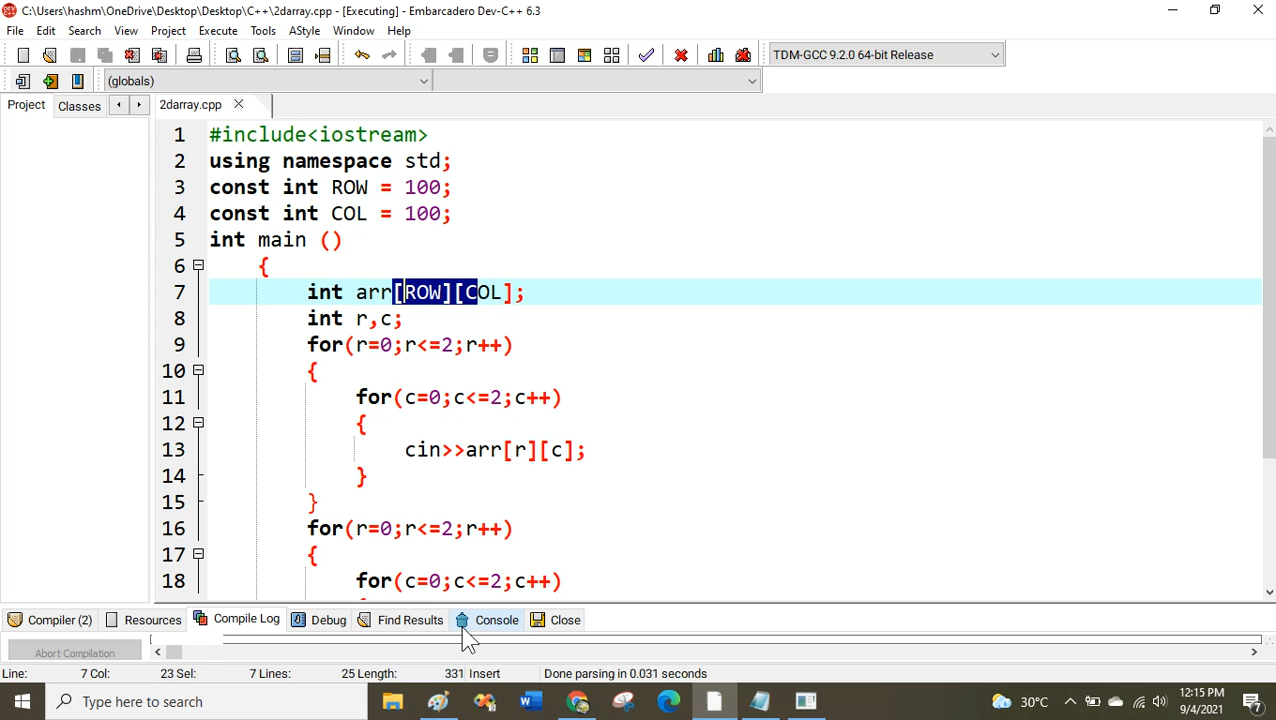 C:\Users\hashm\OneDrive\Desktop\Desktop\C++\2darray.cpp - [Executing] - Embarcadero Dev-C++ 6.3
File Edit Search View Project Execute Tools AStyle Window Help
TDM-GCC 9.2.0 64-bit Release
(globals)
Project Classes 2darray.cpp
1 #include<iostream>
2 using namespace std;
3 const int ROW = 100;
4 const int COL = 100;
5 int main ()
6 {
7 int arr[ROW][COL];
8 int r,c;
9 for(r=0;r<=2;r++)
10 {
11 for(c=0;c<=2;c++)
12 {
13 cin>>arr[r][c];
14 }
15 }
16 for(r=0;r<=2;r++)
17 {
18 for(c=0;c<=2;c++)
Compiler (2) Resources Compile Log Debug Find Results Console Close
Abort Compilation
Line: 7 Col: 23 Sel: 7 Lines: 25 Length: 331 Insert Done parsing in 0.031 seconds
Type here to search 30°C 12:15 PM
9/4/2021 7